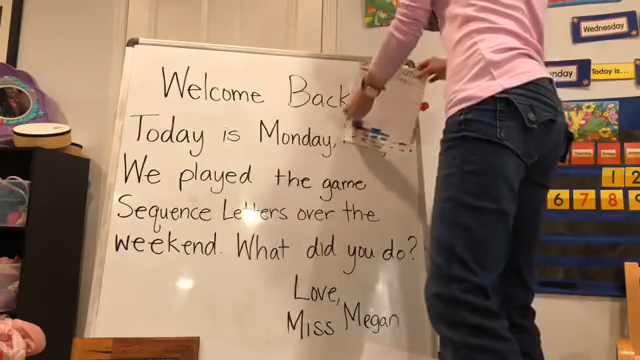 Welcome Back
Today is Monday,
We played the game
Sequence Letters over the
weekend. What did you do?
Love,
Miss Megan
Wednesday
Today is...
1 2
6 7 8 9